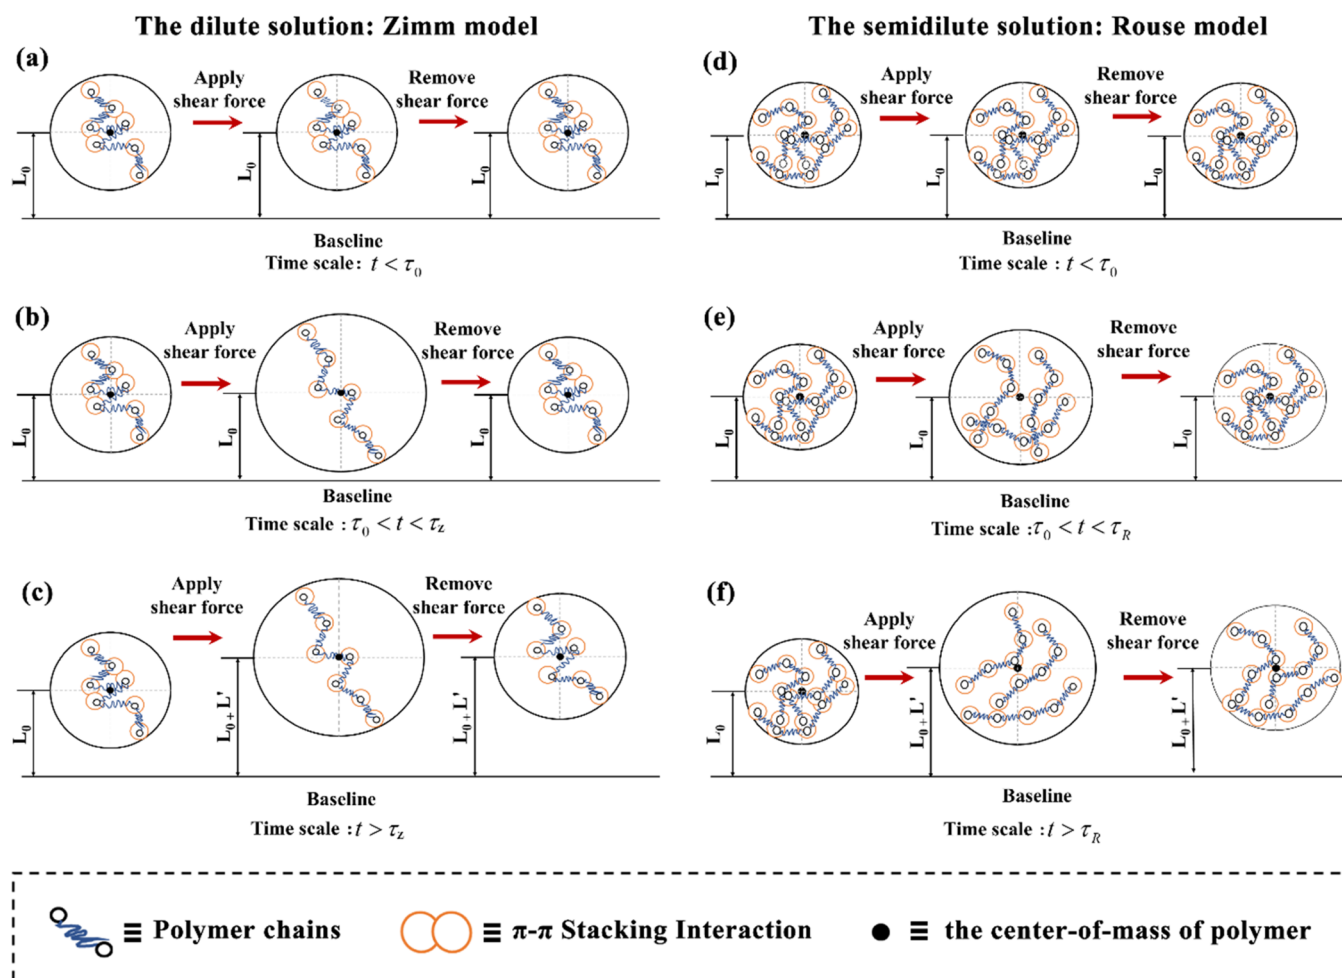 The dilute solution: Zimm model
The semidilute solution: Rouse model
(a)
Apply
shear force
Remove
shear force
L₀
L₀
L₀
Baseline
Time scale: t < τ₀
(d)
Apply
shear force
Remove
shear force
L₀
L₀
L₀
Baseline
Time scale : t < τ₀
(b)
Apply
shear force
Remove
shear force
L₀
L₀
L₀
Baseline
Time scale : τ₀ < t < τz
(e)
Apply
shear force
Remove
shear force
L₀
L₀
L₀
Baseline
Time scale :τ₀ < t < τR
(c)
Apply
shear force
Remove
shear force
L₀
L₀ + L'
L₀ + L'
Baseline
Time scale :t > τz
(f)
Apply
shear force
Remove
shear force
L₀
L₀ + L'
L₀ + L'
Baseline
Time scale :t > τR
≡ Polymer chains
≡ π-π Stacking Interaction
≡ the center-of-mass of polymer